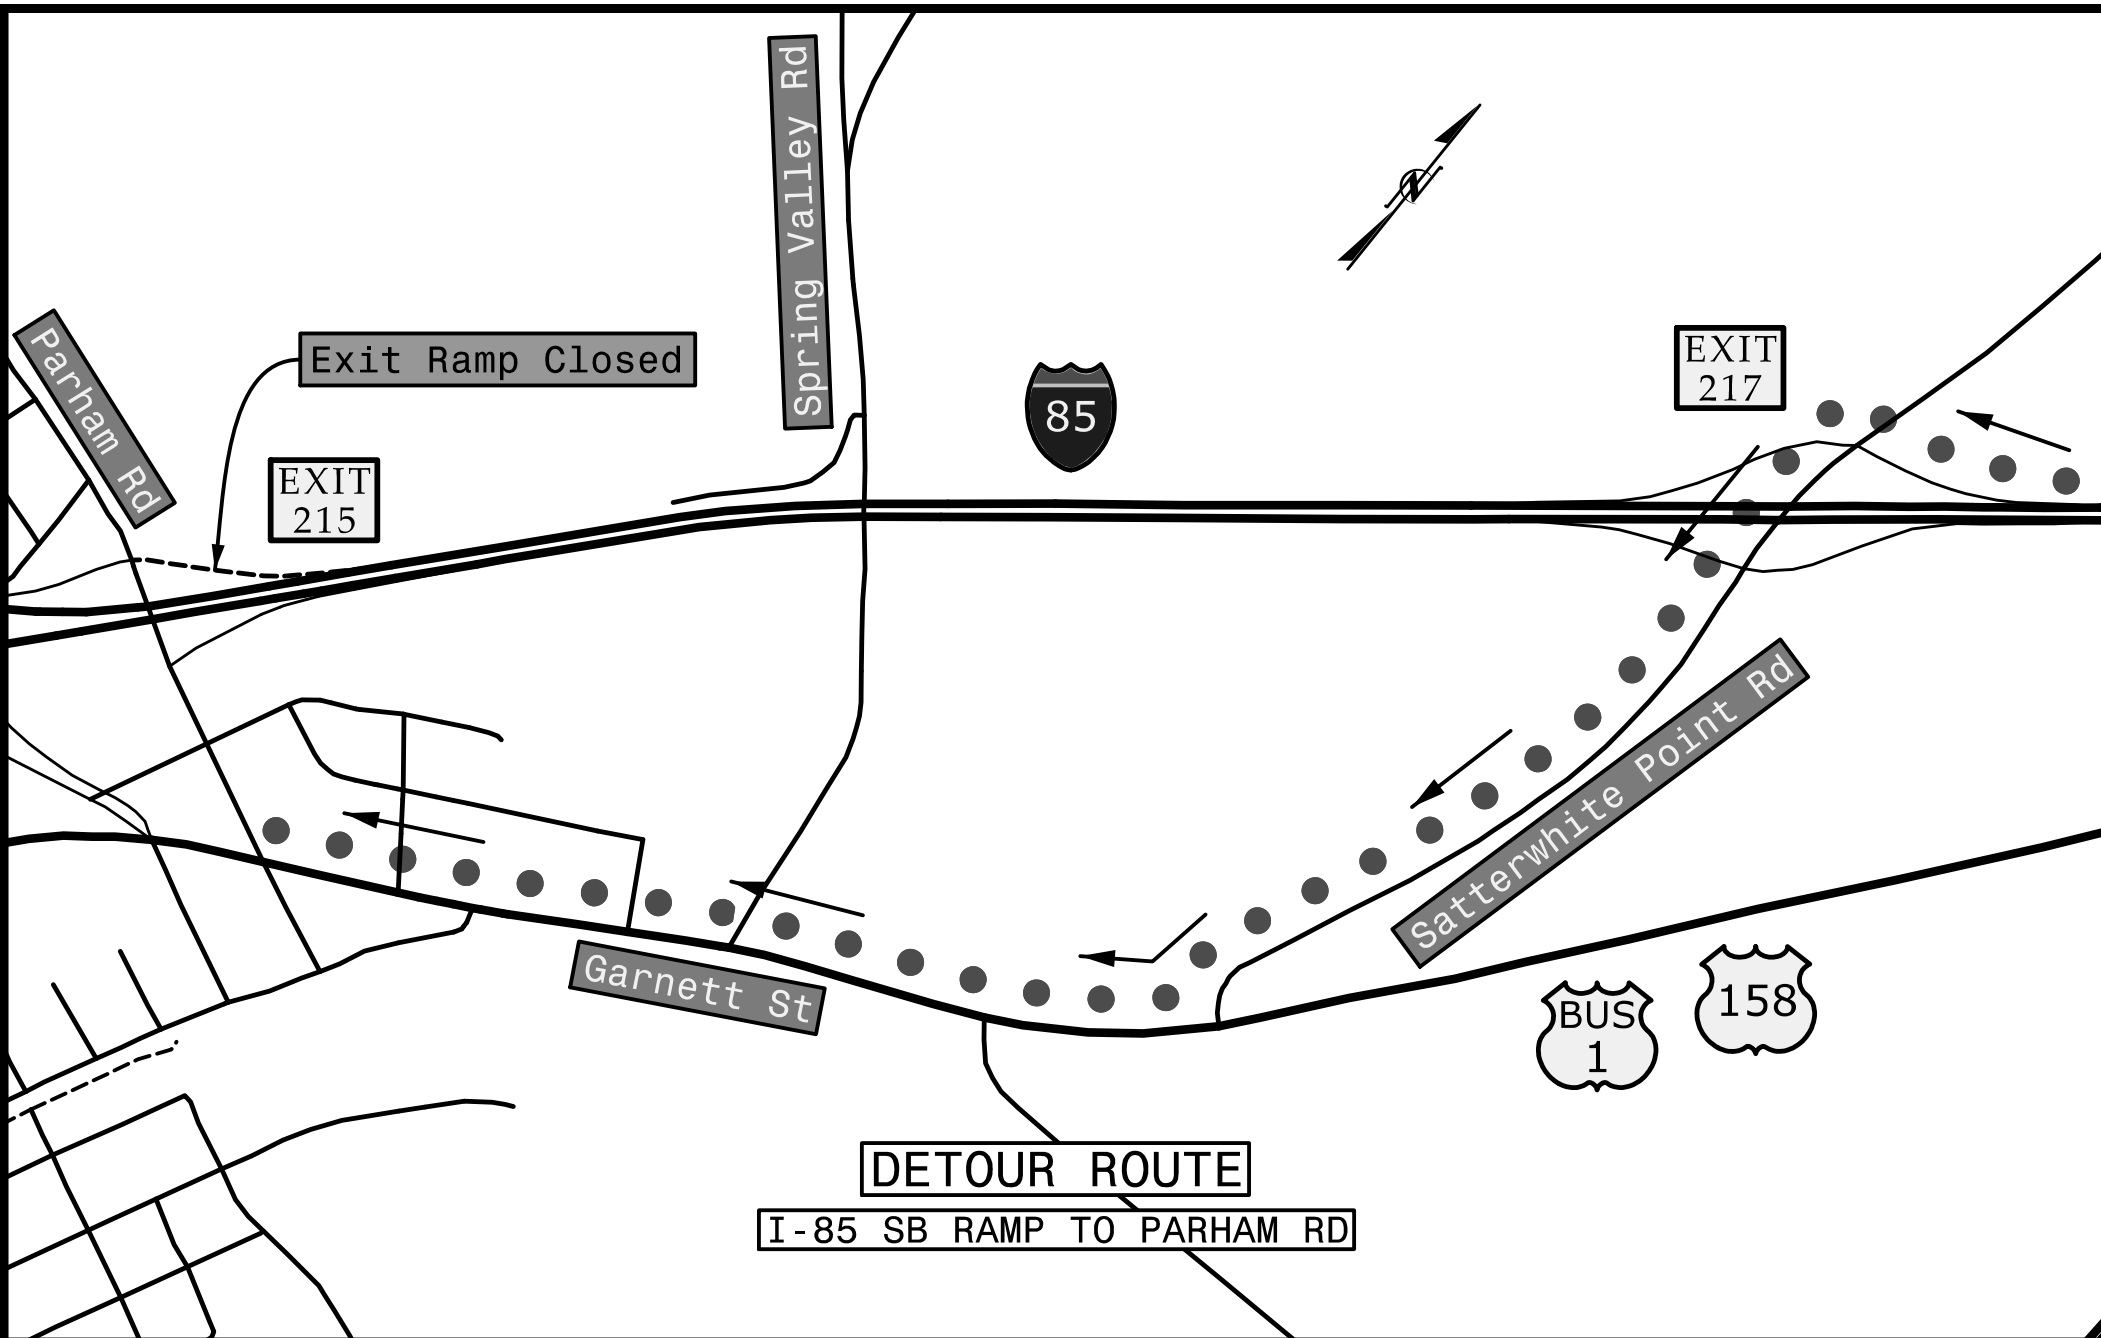 Spring Valley Rd
N
Parham Rd
Exit Ramp Closed
EXIT
217
85
EXIT
215
Satterwhite Point Rd
Garnett St
BUS
1
158
DETOUR ROUTE
I-85 SB RAMP TO PARHAM RD